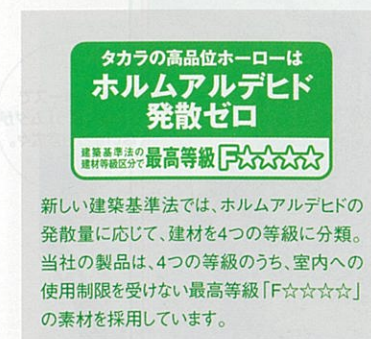 タカラの高品位ホーローは
ホルムアルデヒド
発散ゼロ
建築基準法の
建材等級区分で
最高等級 F☆☆☆☆
新しい建築基準法では、ホルムアルデヒドの
発散量に応じて、建材を4つの等級に分類。
当社の製品は、4つの等級のうち、室内への
使用制限を受けない最高等級「F☆☆☆☆」
の素材を採用しています。